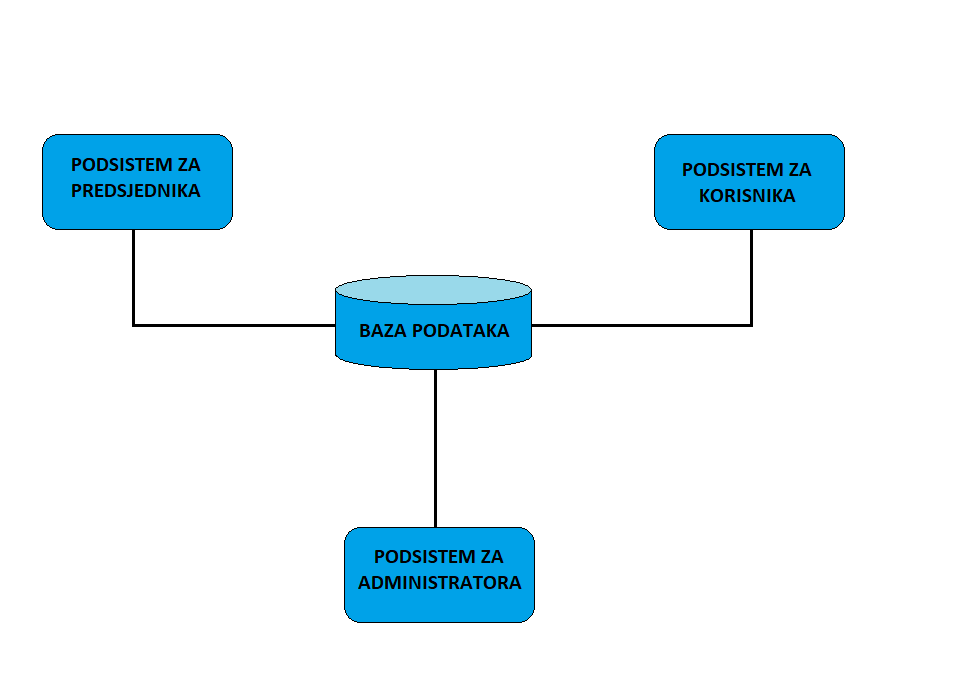 PODSISTEM ZA
PREDSJEDNIKA
PODSISTEM ZA
KORISNIKA
BAZA PODATAKA
PODSISTEM ZA
ADMINISTRATORA